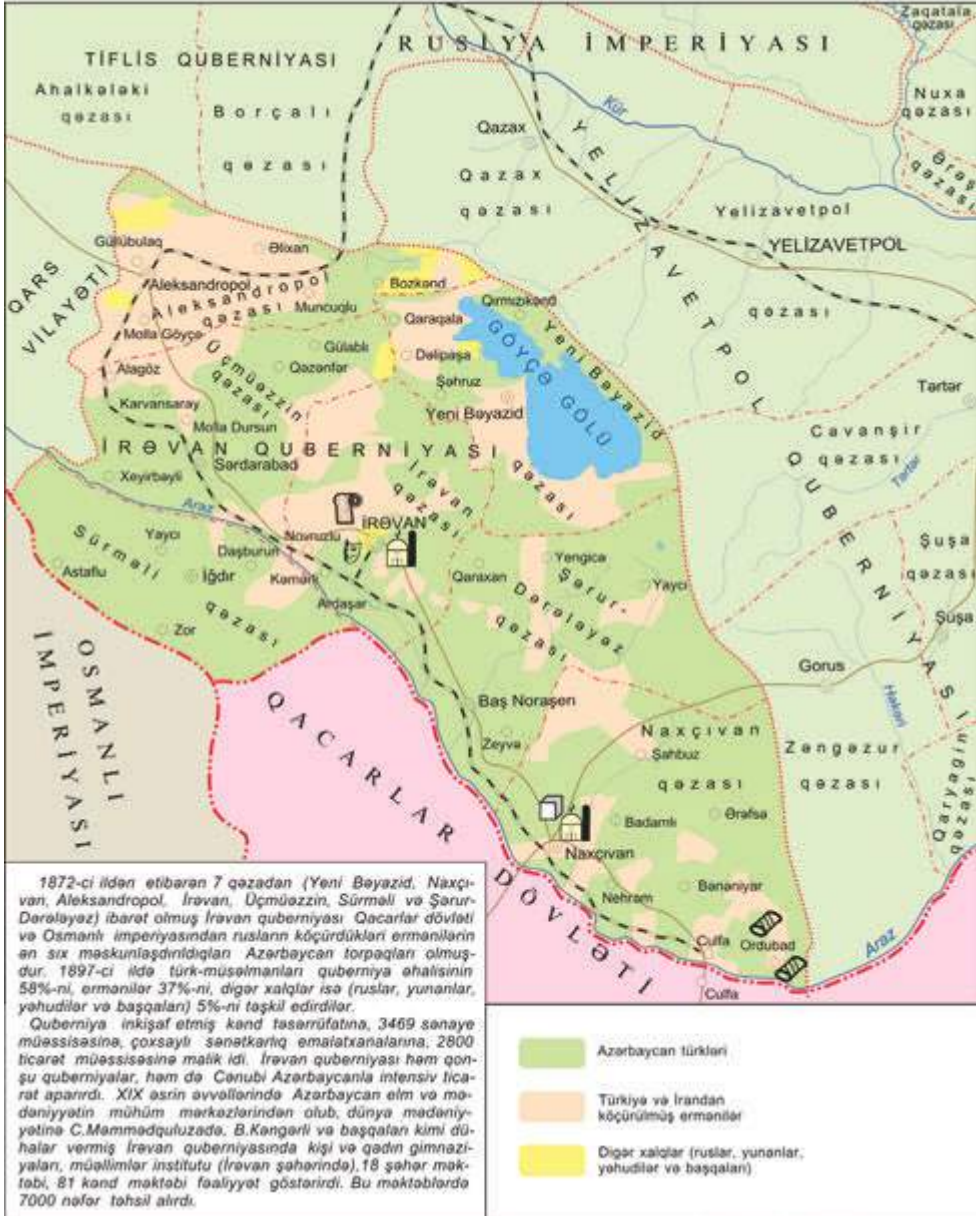 RUSİYA İMPERİYASI
Zaqatala
qəzası
TİFLİS QUBERNİYASI
Ahalkələki
qəzası
Borçalı
qəzası
Nuxa
qəzası
Kür
Qazax
Qazax
qəzası
Ərəş
qəzası
YELİZAVETPOL QUBERNİYASI
Yelizavetpol
YELİZAVETPOL
qəzası
QARS
VİLAYƏTİ
Gülübulaq
Əlixan
Aleksandropol
Aleksandropol
qəzası
Muncuqlu
Bozkənd
Qırmızıkənd
Qaraqala
Molla Göyçə
Gülablı
Dəlipaşa
GÖYÇƏ GÖLÜ
Yeni Bəyazid
qəzası
Üçmüəzzin
qəzası
Qəzənfər
Alagöz
Şəhruz
Yeni Bəyazid
Tərtər
Karvansaray
Molla Dursun
Cavanşir
qəzası
Tərtər
İRƏVAN QUBERNİYASI
Sərdarabad
Xeyirbəyli
İrəvan
qəzası
Araz
Novruzlu
İRƏVAN
Şuşa
qəzası
Sürməli
qəzası
Yaycı
Daşburun
Astaflu
İğdır
Kəmərli
Qaraxan
Yengicə
Yaycı
Şərur-
Dərələyəz
qəzası
Ardaşar
Zor
Şuşa
OSMANLI
İMPERİYASI
Gorus
Həkəri
QACARLAR DÖVLƏTİ
Baş Noraşen
Zeyvə
Naxçıvan
qəzası
Şahbuz
Zəngəzur
qəzası
Qaryagin
qəzası
Badamlı
Ərəfsə
Naxçıvan
Nehrəm
Bənəniyar
Culfa
Ordubad
Araz
Culfa
1872-ci ildən etibarən 7 qəzadan (Yeni Bəyazid, Naxçı-
van, Aleksandropol, İrəvan, Üçmüəzzin, Sürməli və Şərur-
Dərələyəz) ibarət olmuş İrəvan quberniyası Qacarlar dövləti
və Osmanlı imperiyasından rusların köçürdükləri ermənilərin
ən sıx məskunlaşdırıldıqları Azərbaycan torpaqları olmuş-
dur. 1897-ci ildə türk-müsəlmanları quberniya əhalisinin
58%-ni, ermənilər 37%-ni, digər xalqlar isə (ruslar, yunanlar,
yəhudilər və başqaları) 5%-ni təşkil edirdilər.
Quberniya inkişaf etmiş kənd təsərrüfatına, 3469 sənaye
müəssisəsinə, çoxsaylı sənətkarlıq emalatxanalarına, 2800
ticarət müəssisəsinə malik idi. İrəvan quberniyası həm qon-
şu quberniyalar, həm də Cənubi Azərbaycanla intensiv tica-
rət aparırdı. XIX əsrin əvvəllərində Azərbaycan elm və mə-
dəniyyətin mühüm mərkəzlərindən olub, dünya mədəniy-
yətinə C.Məmmədquluzadə, B.Kəngərli və başqaları kimi dü-
halar vermiş İrəvan quberniyasında kişi və qadın gimnazi-
yaları, müəllimlər institutu (İrəvan şəhərində),18 şəhər mək-
təbi, 81 kənd məktəbi fəaliyyət göstərirdi. Bu məktəblərdə
7000 nəfər təhsil alırdı.
Azərbaycan türkləri
Türkiyə və İrandan
köçürülmüş ermənilər
Digər xalqlar (ruslar, yunanlar,
yəhudilər və başqaları)